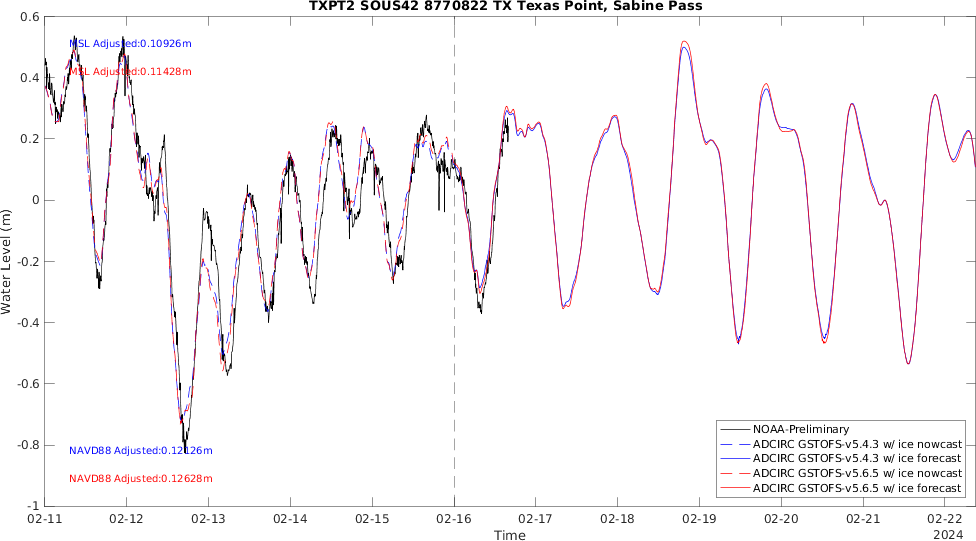 TXPT2 SOUS42 8770822 TX Texas Point, Sabine Pass
0.6
0.4
0.2
0
-0.2
-0.4
-0.6
-0.8
-1
Water Level (m)
MSL Adjusted:0.10926m
MSL Adjusted:0.11428m
NAVD88 Adjusted:0.12126m
NAVD88 Adjusted:0.12628m
NOAA-Preliminary
ADCIRC GSTOFS-v5.4.3 w/ ice nowcast
ADCIRC GSTOFS-v5.4.3 w/ ice forecast
ADCIRC GSTOFS-v5.6.5 w/ ice nowcast
ADCIRC GSTOFS-v5.6.5 w/ ice forecast
02-11 02-12 02-13 02-14 02-15 02-16 02-17 02-18 02-19 02-20 02-21 02-22
Time
2024